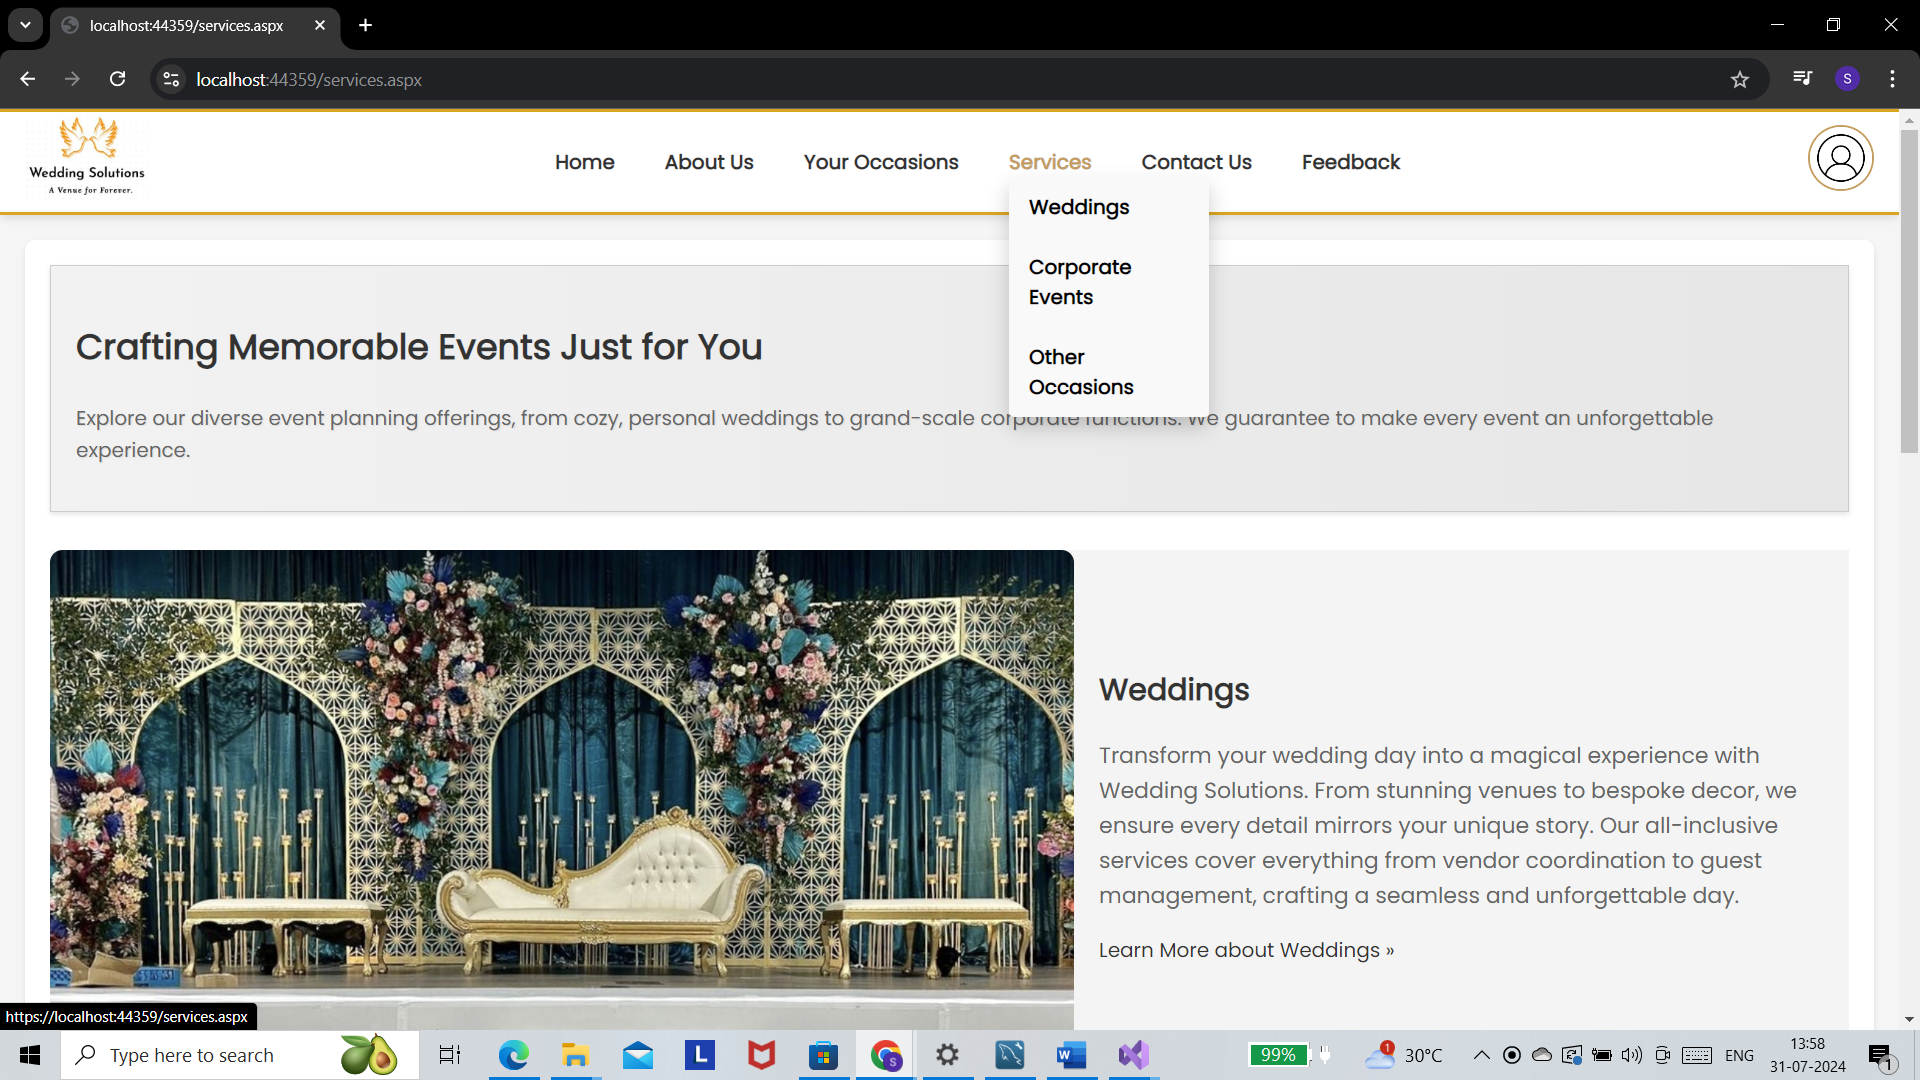 localhost:44359/services.aspx
localhost:44359/services.aspx
S
Wedding Solutions
A Venue for Forever.
Home
About Us
Your Occasions
Services
Contact Us
Feedback
Weddings
Corporate
Events
Other
Occasions
Crafting Memorable Events Just for You
Explore our diverse event planning offerings, from cozy, personal weddings to grand-scale corporate functions. We guarantee to make every event an unforgettable
experience.
Weddings
Transform your wedding day into a magical experience with
Wedding Solutions. From stunning venues to bespoke decor, we
ensure every detail mirrors your unique story. Our all-inclusive
services cover everything from vendor coordination to guest
management, crafting a seamless and unforgettable day.
Learn More about Weddings »
https://localhost:44359/services.aspx
Type here to search
L
S
W
99%
1
30°C
ENG
13:58
31-07-2024
1